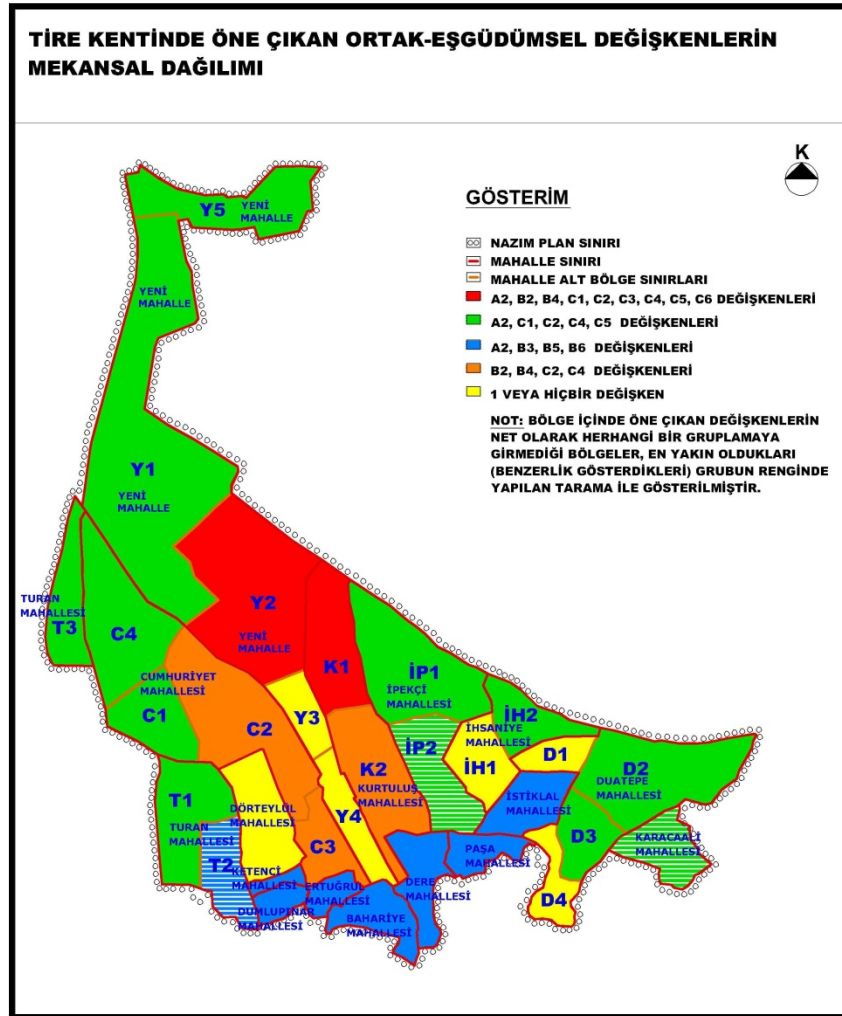 TİRE KENTİNDE ÖNE ÇIKAN ORTAK-EŞGÜDÜMSEL DEĞİŞKENLERİN
MEKANSAL DAĞILIMI
K
GÖSTERİM
NAZIM PLAN SINIRI
MAHALLE SINIRI
MAHALLE ALT BÖLGE SINIRLARI
A2, B2, B4, C1, C2, C3, C4, C5, C6 DEĞİŞKENLERİ
A2, C1, C2, C4, C5 DEĞİŞKENLERİ
A2, B3, B5, B6 DEĞİŞKENLERİ
B2, B4, C2, C4 DEĞİŞKENLERİ
1 VEYA HİÇBİR DEĞİŞKEN
NOT: BÖLGE İÇİNDE ÖNE ÇIKAN DEĞİŞKENLERİN
NET OLARAK HERHANGİ BİR GRUPLAMAYA
GİRMEDİĞİ BÖLGELER, EN YAKIN OLDUKLARI
(BENZERLİK GÖSTERDİKLERİ) GRUBUN RENGİNDE
YAPILAN TARAMA İLE GÖSTERİLMİŞTİR.
Y5
YENİ
MAHALLE
YENİ
MAHALLE
Y1
YENİ
MAHALLE
TURAN
MAHALLESİ
T3
C4
Y2
YENİ
MAHALLE
K1
CUMHURİYET
MAHALLESİ
C1
İP1
İPEKÇİ
MAHALLESİ
İH2
İHSANİYE
MAHALLESİ
C2
Y3
İP2
İH1
D1
K2
KURTULUŞ
MAHALLESİ
D2
DUATEPE
MAHALLESİ
T1
TURAN
MAHALLESİ
DÖRTEYLÜL
MAHALLESİ
Y4
İSTİKLAL
MAHALLESİ
D3
KARACAALİ
MAHALLESİ
C3
PAŞA
MAHALLESİ
T2
KETENCİ
MAHALLESİ
ERTUĞRUL
MAHALLESİ
DERE
MAHALLESİ
D4
DUMLUPINAR
MAHALLESİ
BAHARİYE
MAHALLESİ